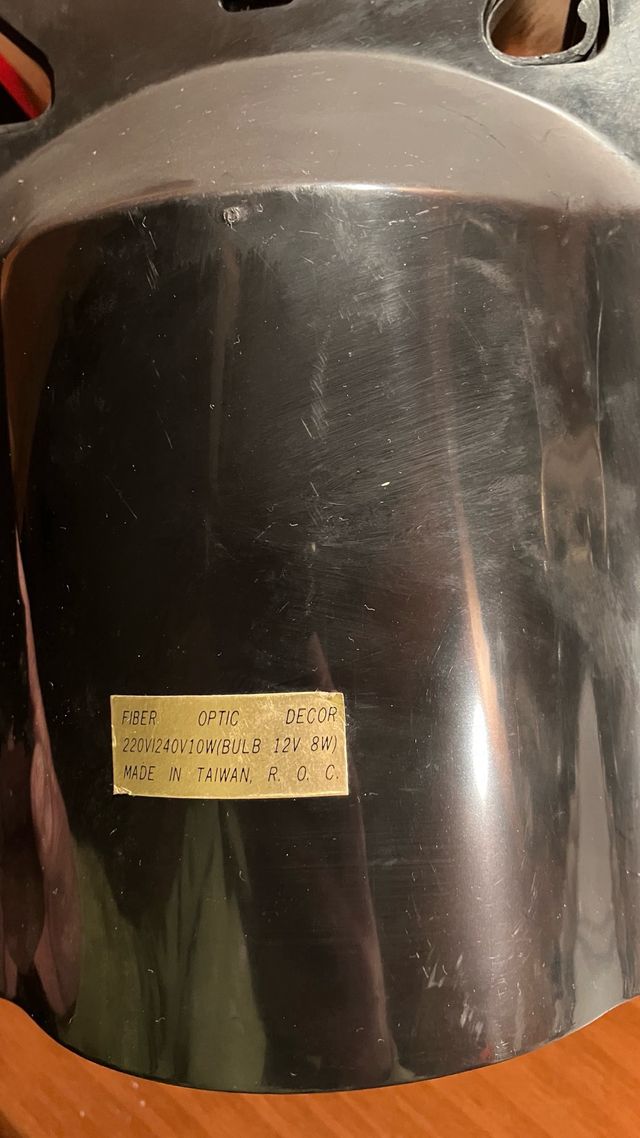 FIBER OPTIC DECOR
220V/240V10W(BULB 12V 8W)
MADE IN TAIWAN, R. O. C.